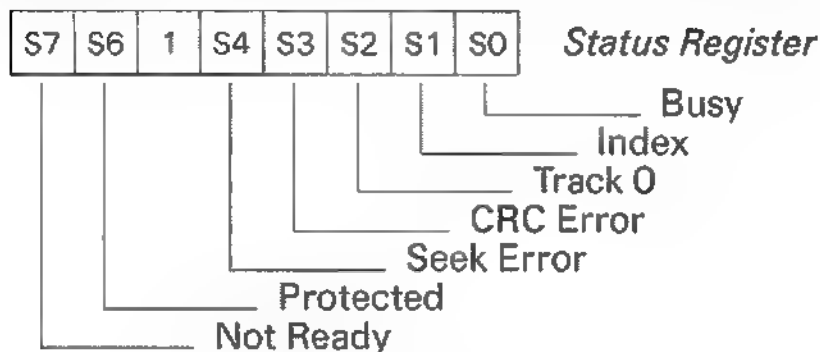 S7 S6 1 S4 S3 S2 S1 S0 Status Register
Busy
Index
Track 0
CRC Error
Seek Error
Protected
Not Ready